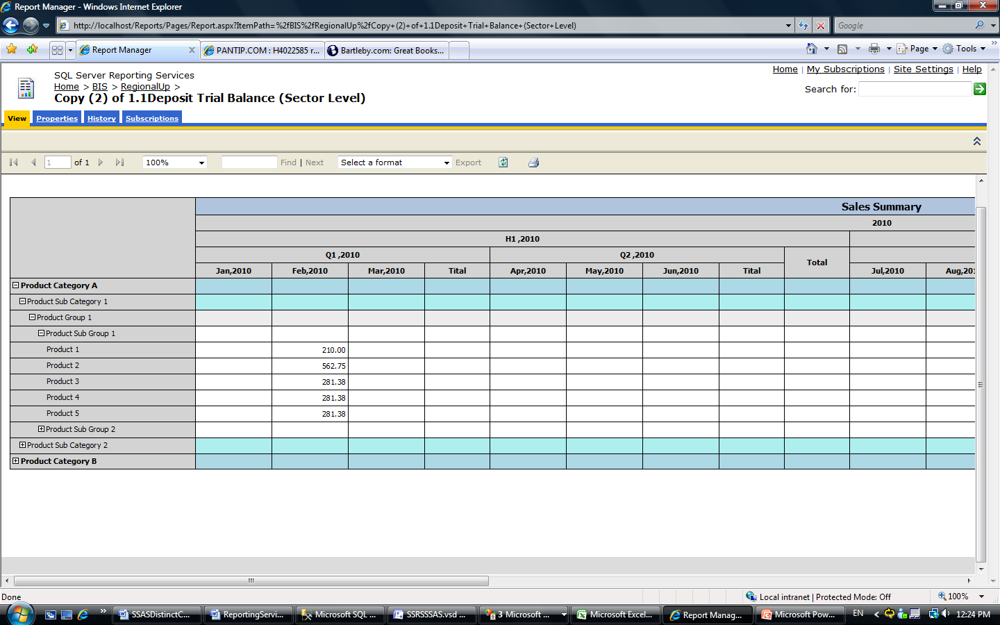 Report Manager - Windows Internet Explorer
http://localhost/Reports/Pages/Report.aspx?ItemPath=%2fBIS%2fRegionalUp%2fCopy+(2)+of+1.1Deposit+Trial+Balance+(Sector+Level)
Google
Report Manager
PANTIP.COM : H4022585 r...
Bartleby.com: Great Books...
Page
Tools
SQL Server Reporting Services
Home | My Subscriptions | Site Settings | Help
Home > BIS > RegionalUp >
Search for:
Copy (2) of 1.1Deposit Trial Balance (Sector Level)
View Properties History Subscriptions
1 of 1 100% Find | Next Select a format Export
Sales Summary
2010
H1 ,2010
Q1 ,2010 Q2 ,2010 Total
Jan,2010 Feb,2010 Mar,2010 Tital Apr,2010 May,2010 Jun,2010 Tital Jul,2010 Aug,201
Product Category A
Product Sub Category 1
Product Group 1
Product Sub Group 1
Product 1 210.00
Product 2 562.75
Product 3 281.38
Product 4 281.38
Product 5 281.38
Product Sub Group 2
Product Sub Category 2
Product Category B
Done
Local intranet | Protected Mode: Off
100%
SSASDistinctC...
ReportingServi...
Microsoft SQL ...
SSRSSSAS.vsd ...
3 Microsoft ...
Microsoft Excel...
Report Manag...
Microsoft Pow...
EN
12:24 PM